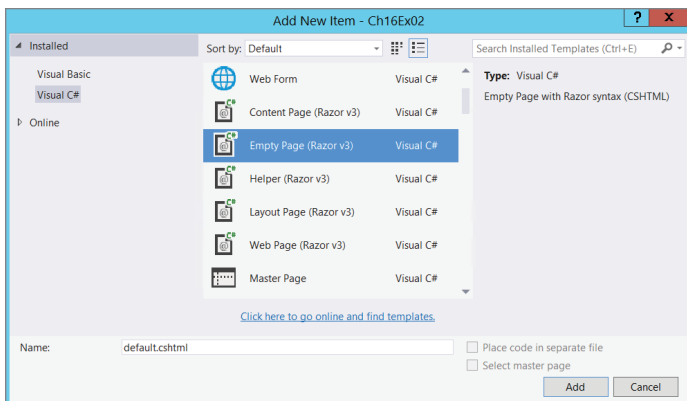 Add New Item - Ch16Ex02
? x
Installed
Sort by: Default
Search Installed Templates (Ctrl+E)
Visual Basic
Visual C#
Online
Web Form Visual C#
Content Page (Razor v3) Visual C#
Empty Page (Razor v3) Visual C#
Helper (Razor v3) Visual C#
Layout Page (Razor v3) Visual C#
Web Page (Razor v3) Visual C#
Master Page Visual C#
Type: Visual C#
Empty Page with Razor syntax (CSHTML)
Click here to go online and find templates.
Name: default.cshtml
Place code in separate file
Select master page
Add Cancel